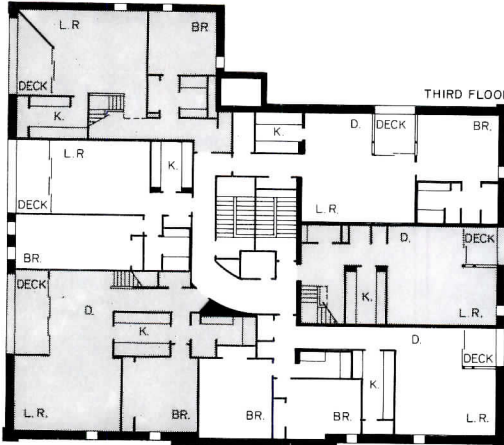 L.R
BR
DECK
K.
THIRD FLOO
K.
D.
DECK
BR.
L.R
K.
DECK
L.R.
BR.
D.
DECK
DECK
D.
K.
L.R.
K.
D.
DECK
K.
L.R.
BR.
BR.
BR.
L.R.